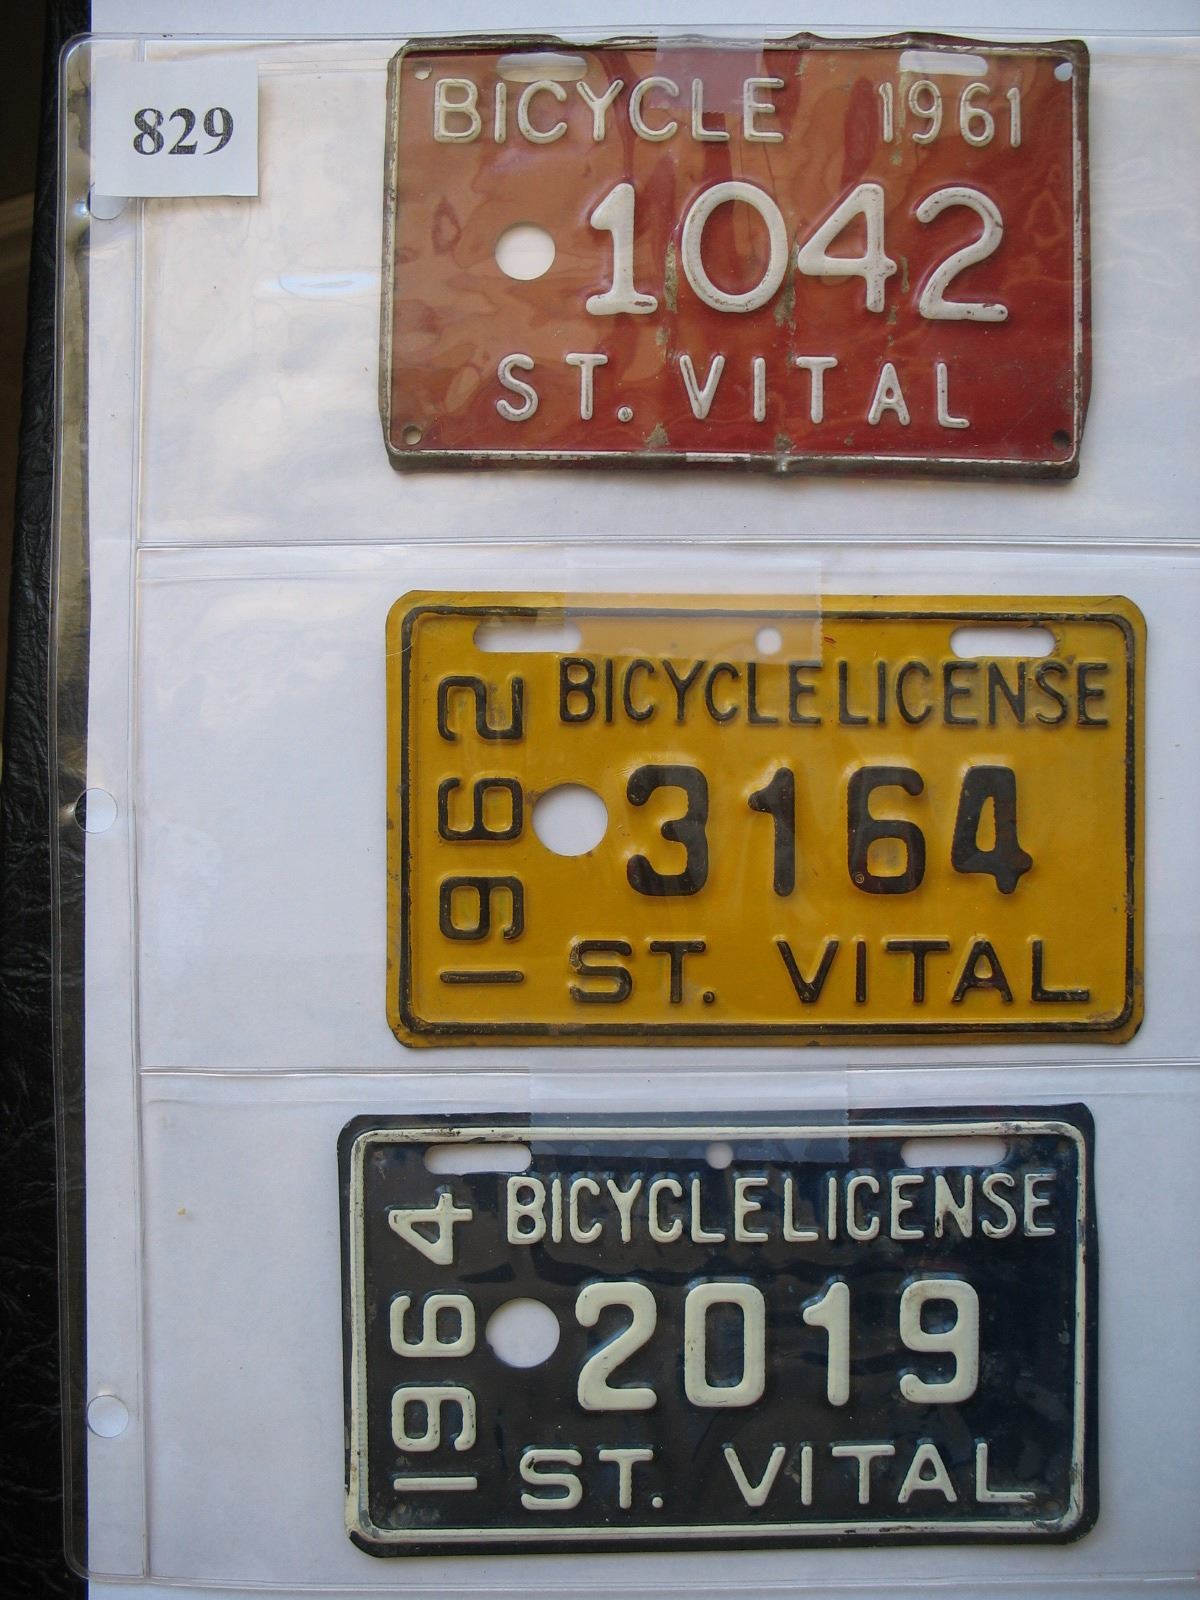 829
BICYCLE 1961
1042
ST. VITAL
1962
BICYCLE LICENSE
3164
ST. VITAL
1964
BICYCLE LICENSE
2019
ST. VITAL